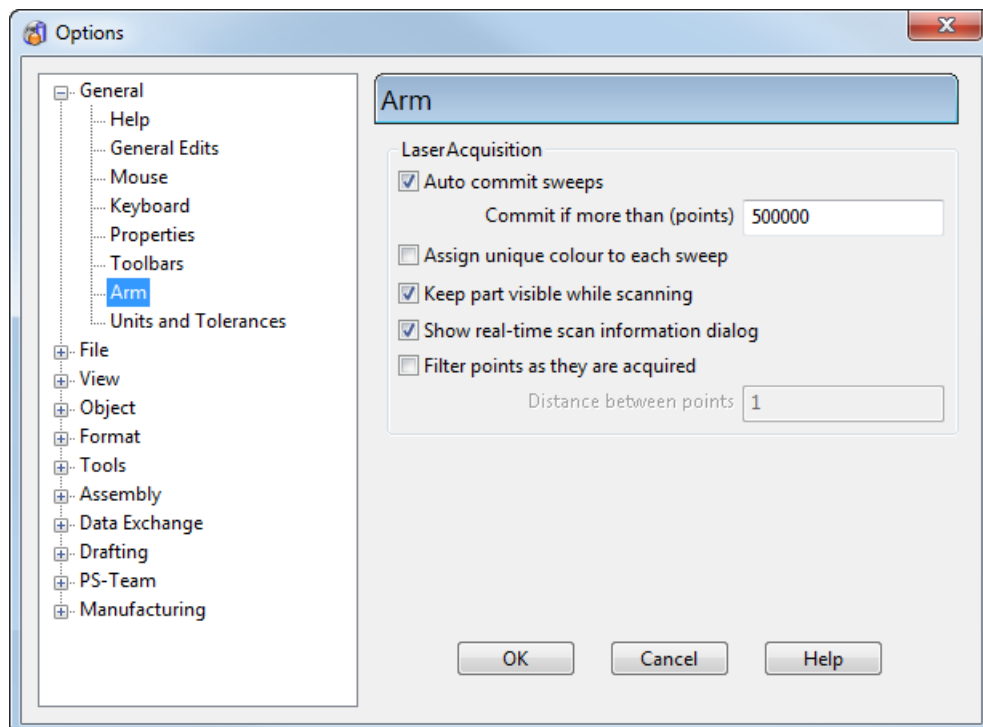 Options
General
Help
General Edits
Mouse
Keyboard
Properties
Toolbars
Arm
Units and Tolerances
File
View
Object
Format
Tools
Assembly
Data Exchange
Drafting
PS-Team
Manufacturing
Arm
LaserAcquisition
Auto commit sweeps
Commit if more than (points) 500000
Assign unique colour to each sweep
Keep part visible while scanning
Show real-time scan information dialog
Filter points as they are acquired
Distance between points 1
OK Cancel Help